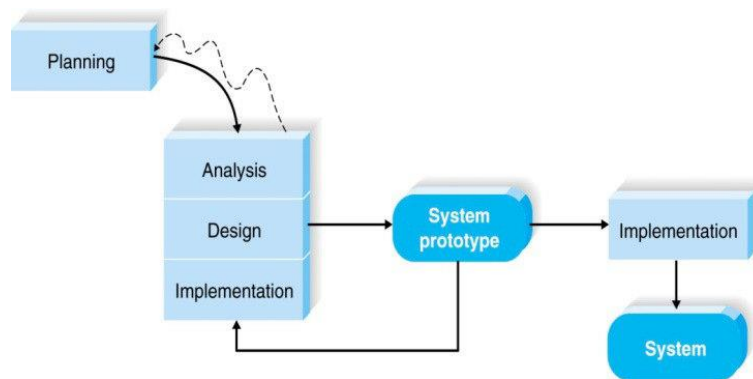 Planning
Analysis
Design
Implementation
System
prototype
Implementation
System